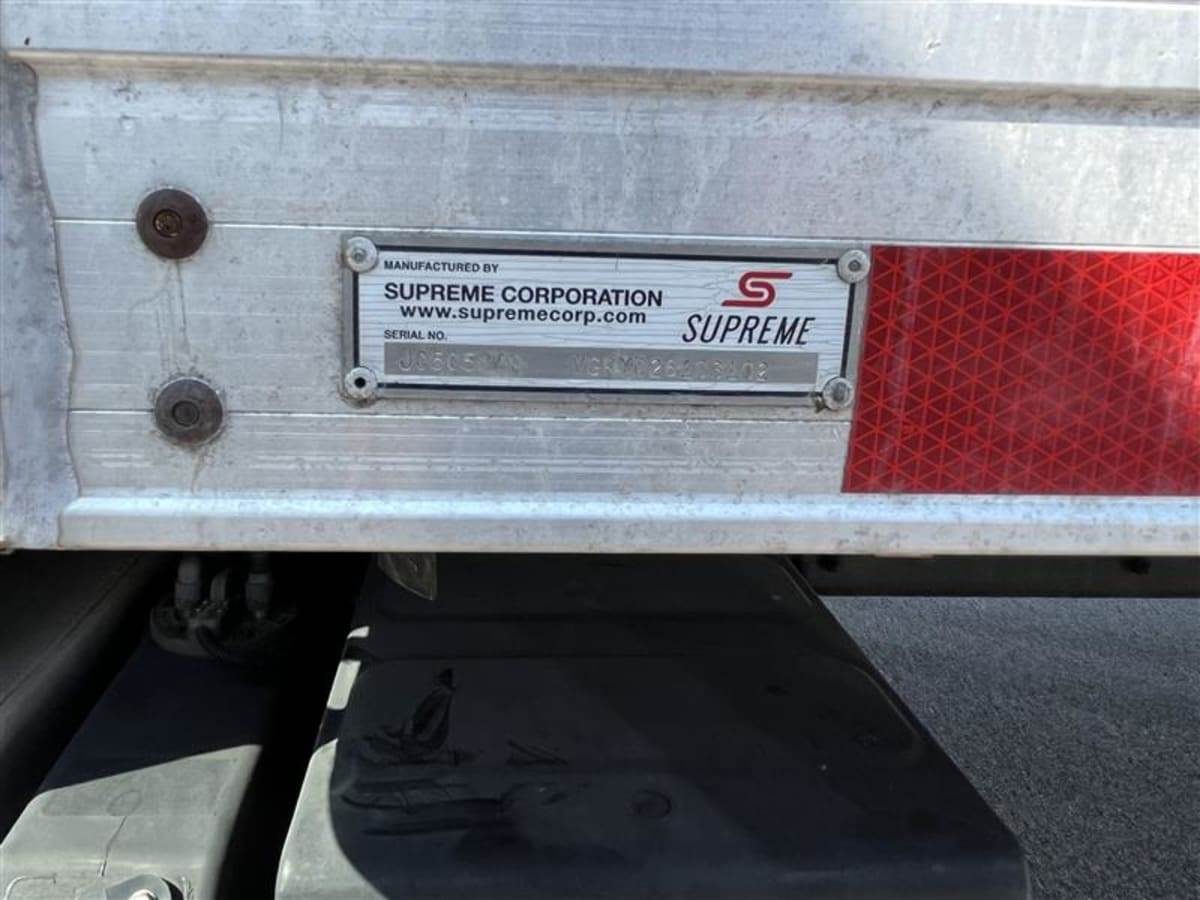 MANUFACTURED BY
SUPREME CORPORATION
www.supremecorp.com
SUPREME
SERIAL NO.